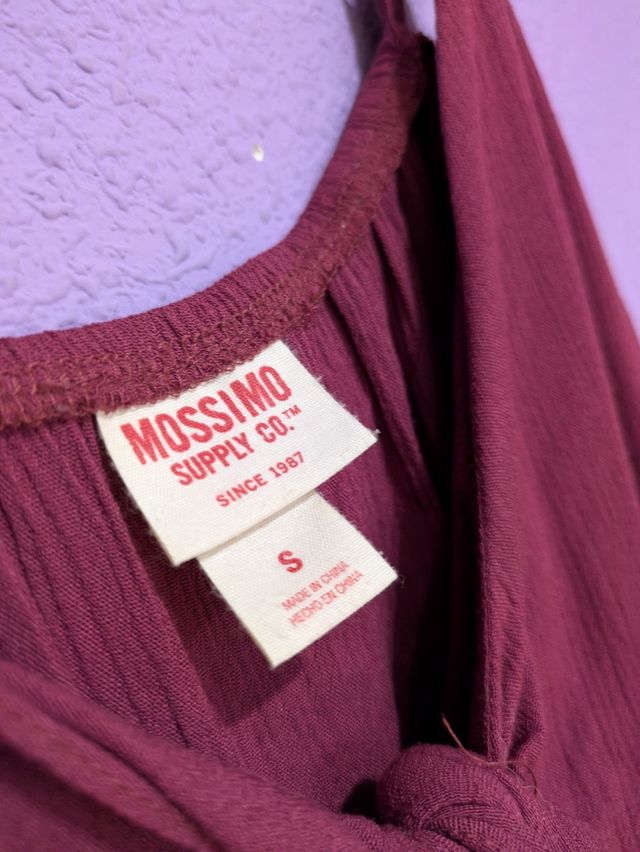 MOSSIMO
SUPPLY CO.™
SINCE 1987
S
MADE IN CHINA
HECHO EN CHINA